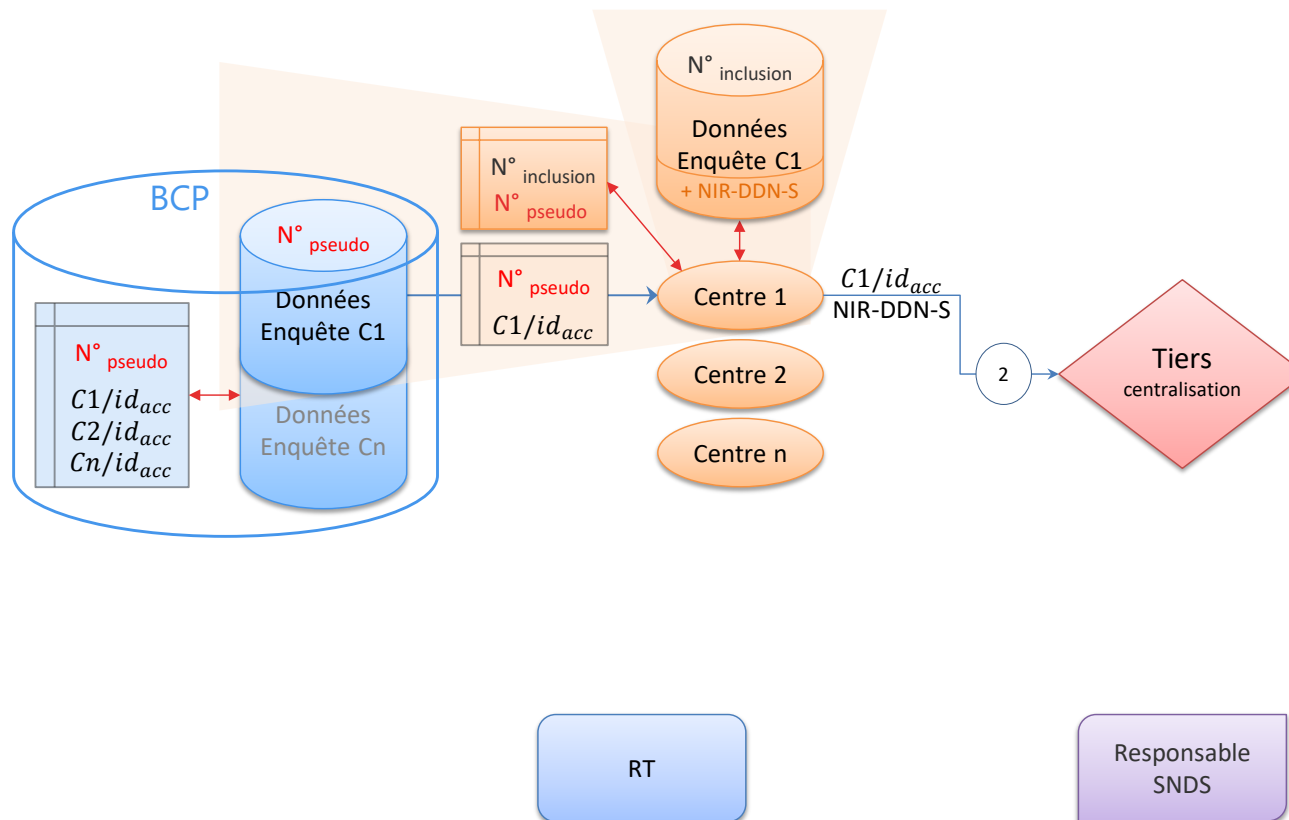 N° inclusion
Données
Enquête C1
+ NIR-DDN-S
N° inclusion
N° pseudo
BCP
N° pseudo
Données
Enquête C1
Données
Enquête Cn
N° pseudo
C1/id_acc
C2/id_acc
Cn/id_acc
N° pseudo
C1/id_acc
Centre 1
Centre 2
Centre n
C1/id_acc
NIR-DDN-S
2
Tiers
centralisation
RT
Responsable
SNDS